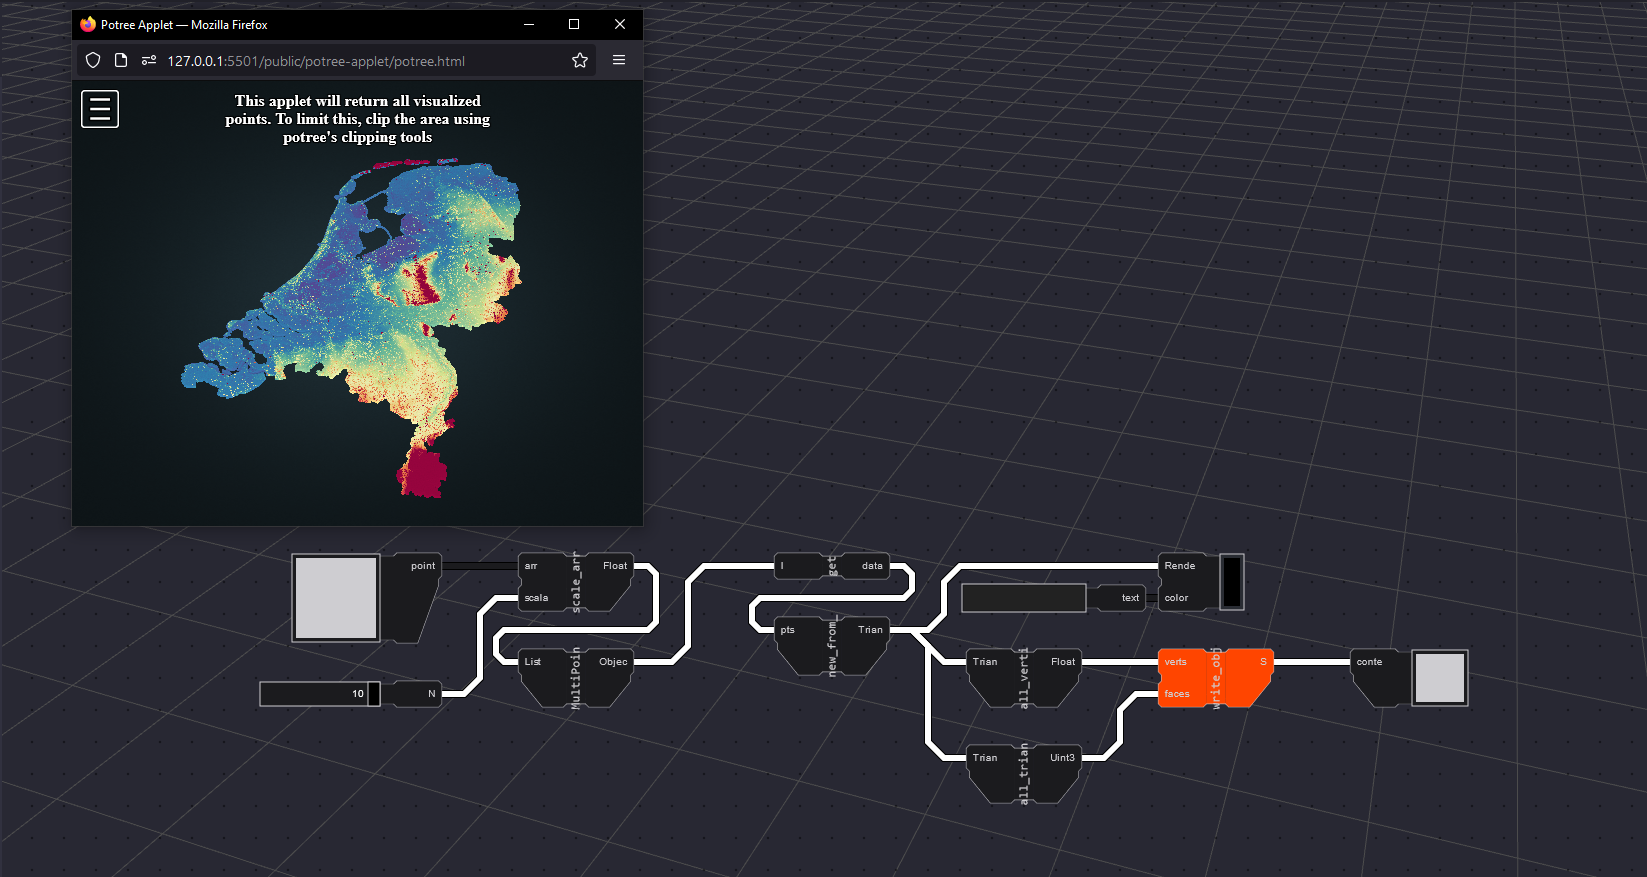 Potree Applet — Mozilla Firefox
127.0.0.1:5501/public/potree-applet/potree.html
This applet will return all visualized
points. To limit this, clip the area using
potree's clipping tools
point
arr
scale_arr
Float
scala
I
get
data
Rende
text
color
pts
new_from_
Trian
List
MultiPoin
Objec
10
N
Trian
all_verti
Float
verts
write_obj
S
faces
conte
Trian
all_trian
Uint3